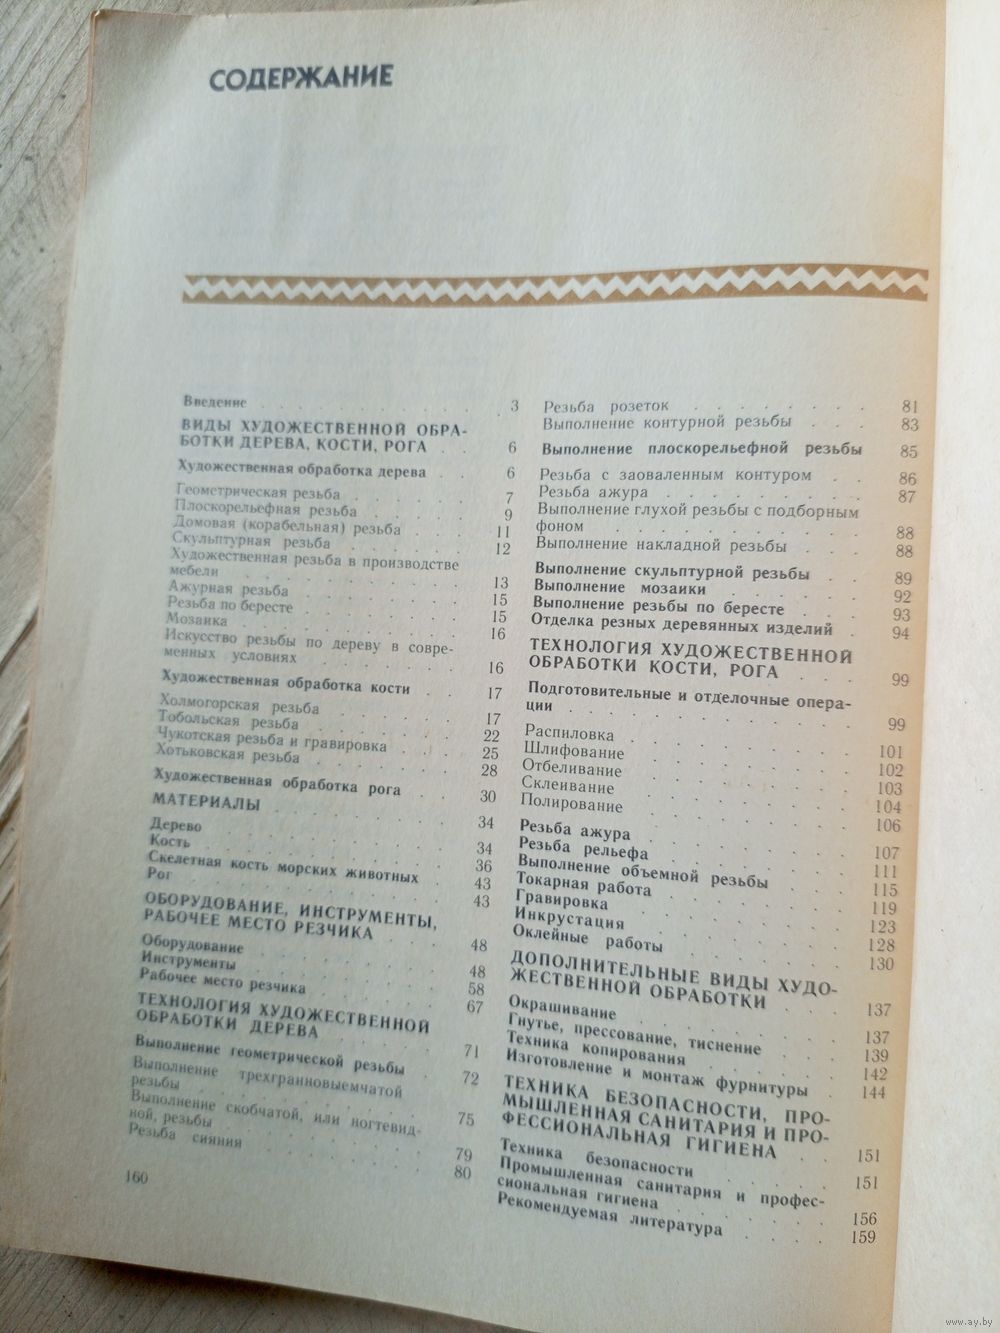 СОДЕРЖАНИЕ
Введение . . . 3
ВИДЫ ХУДОЖЕСТВЕННОЙ ОБРА-
БОТКИ ДЕРЕВА, КОСТИ, РОГА . . 6
Художественная обработка дерева . . 6
Геометрическая резьба . . . 7
Плоскорельефная резьба . . . 9
Домовая (корабельная) резьба . . . 11
Скульптурная резьба . . . 12
Художественная резьба в производстве
мебели . . . 13
Ажурная резьба . . . 15
Резьба по бересте . . . 15
Мозаика . . . 16
Искусство резьбы по дереву в совре-
менных условиях . . . 16
Художественная обработка кости . . 17
Холмогорская резьба . . . 17
Тобольская резьба . . . 22
Чукотская резьба и гравировка . . . 25
Хотьковская резьба . . . 28
Художественная обработка рога . . 30
МАТЕРИАЛЫ . . . 34
Дерево . . . 34
Кость . . . 36
Скелетная кость морских животных . 43
Рог . . . 43
ОБОРУДОВАНИЕ, ИНСТРУМЕНТЫ,
РАБОЧЕЕ МЕСТО РЕЗЧИКА . . . 48
Оборудование . . . 48
Инструменты . . . 58
Рабочее место резчика . . . 67
ТЕХНОЛОГИЯ ХУДОЖЕСТВЕННОЙ
ОБРАБОТКИ ДЕРЕВА . . . 71
Выполнение геометрической резьбы . 72
Выполнение трехгранновыемчатой
резьбы . . . 75
Выполнение скобчатой, или ногтевид-
ной, резьбы . . . 79
Резьба сияния . . . 80
160
Резьба розеток . . . 81
Выполнение контурной резьбы . . . 83
Выполнение плоскорельефной резьбы 85
Резьба с заоваленным контуром . . 86
Резьба ажура . . . 87
Выполнение глухой резьбы с подборным
фоном . . . 88
Выполнение накладной резьбы . . . 88
Выполнение скульптурной резьбы . . 89
Выполнение мозаики . . . 92
Выполнение резьбы по бересте . . . 93
Отделка резных деревянных изделий . 94
ТЕХНОЛОГИЯ ХУДОЖЕСТВЕННОЙ
ОБРАБОТКИ КОСТИ, РОГА . . . 99
Подготовительные и отделочные опера-
ции . . . 99
Распиловка . . . 101
Шлифование . . . 102
Отбеливание . . . 103
Склеивание . . . 104
Полирование . . . 106
Резьба ажура . . . 107
Резьба рельефа . . . 111
Выполнение объемной резьбы . . . 115
Токарная работа . . . 119
Гравировка . . . 123
Инкрустация . . . 128
Оклейные работы . . . 130
ДОПОЛНИТЕЛЬНЫЕ ВИДЫ ХУДО-
ЖЕСТВЕННОЙ ОБРАБОТКИ . . . 137
Окрашивание . . . 137
Гнутье, прессование, тиснение . . . 139
Техника копирования . . . 142
Изготовление и монтаж фурнитуры . . 144
ТЕХНИКА БЕЗОПАСНОСТИ, ПРО-
МЫШЛЕННАЯ САНИТАРИЯ И ПРО-
ФЕССИОНАЛЬНАЯ ГИГИЕНА . . 151
Техника безопасности . . . 151
Промышленная санитария и профес-
сиональная гигиена . . . 156
Рекомендуемая литература . . . 159
www.ay.by